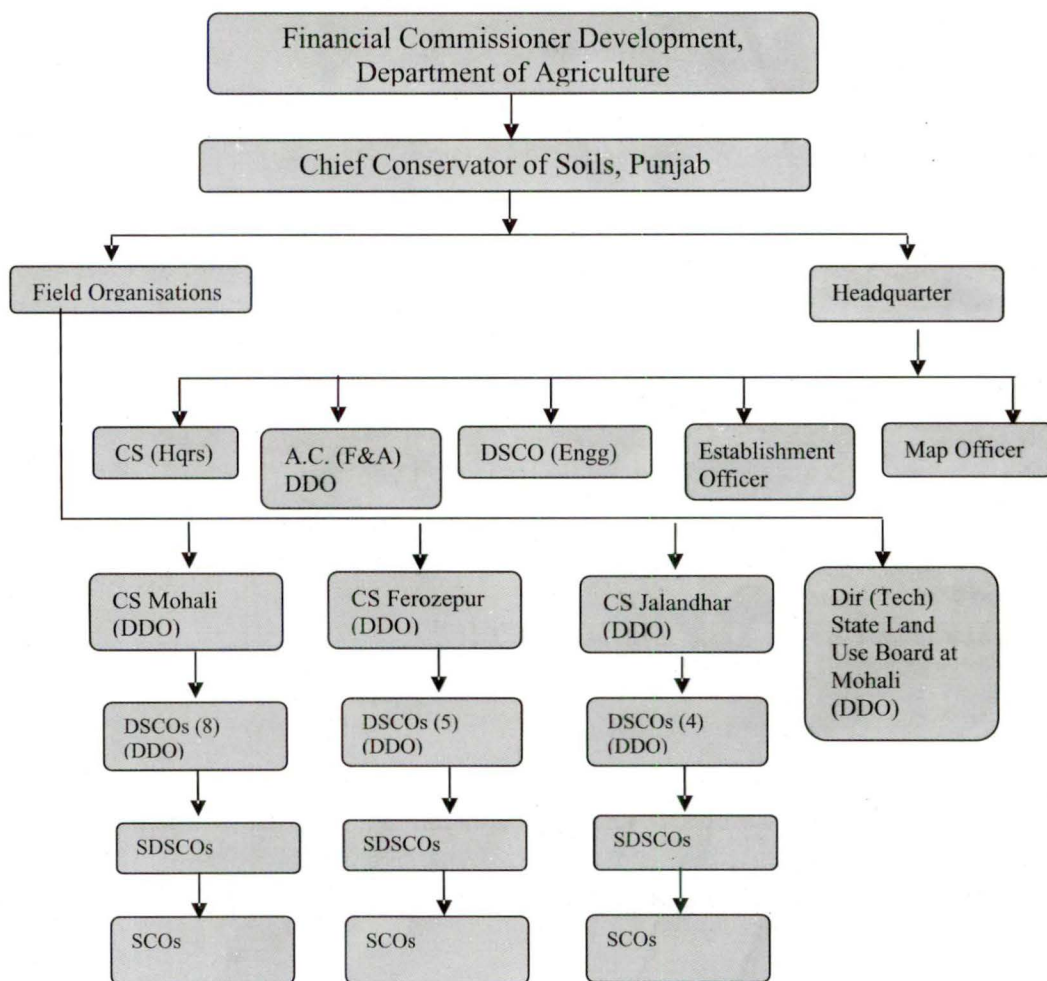 Financial Commissioner Development,
Department of Agriculture
Chief Conservator of Soils, Punjab
Field Organisations
Headquarter
CS (Hqrs)
A.C. (F&A)
DDO
DSCO (Engg)
Establishment
Officer
Map Officer
CS Mohali
(DDO)
CS Ferozepur
(DDO)
CS Jalandhar
(DDO)
Dir (Tech)
State Land
Use Board at
Mohali
(DDO)
DSCOs (8)
(DDO)
DSCOs (5)
(DDO)
DSCOs (4)
(DDO)
SDSCOs
SDSCOs
SDSCOs
SCOs
SCOs
SCOs